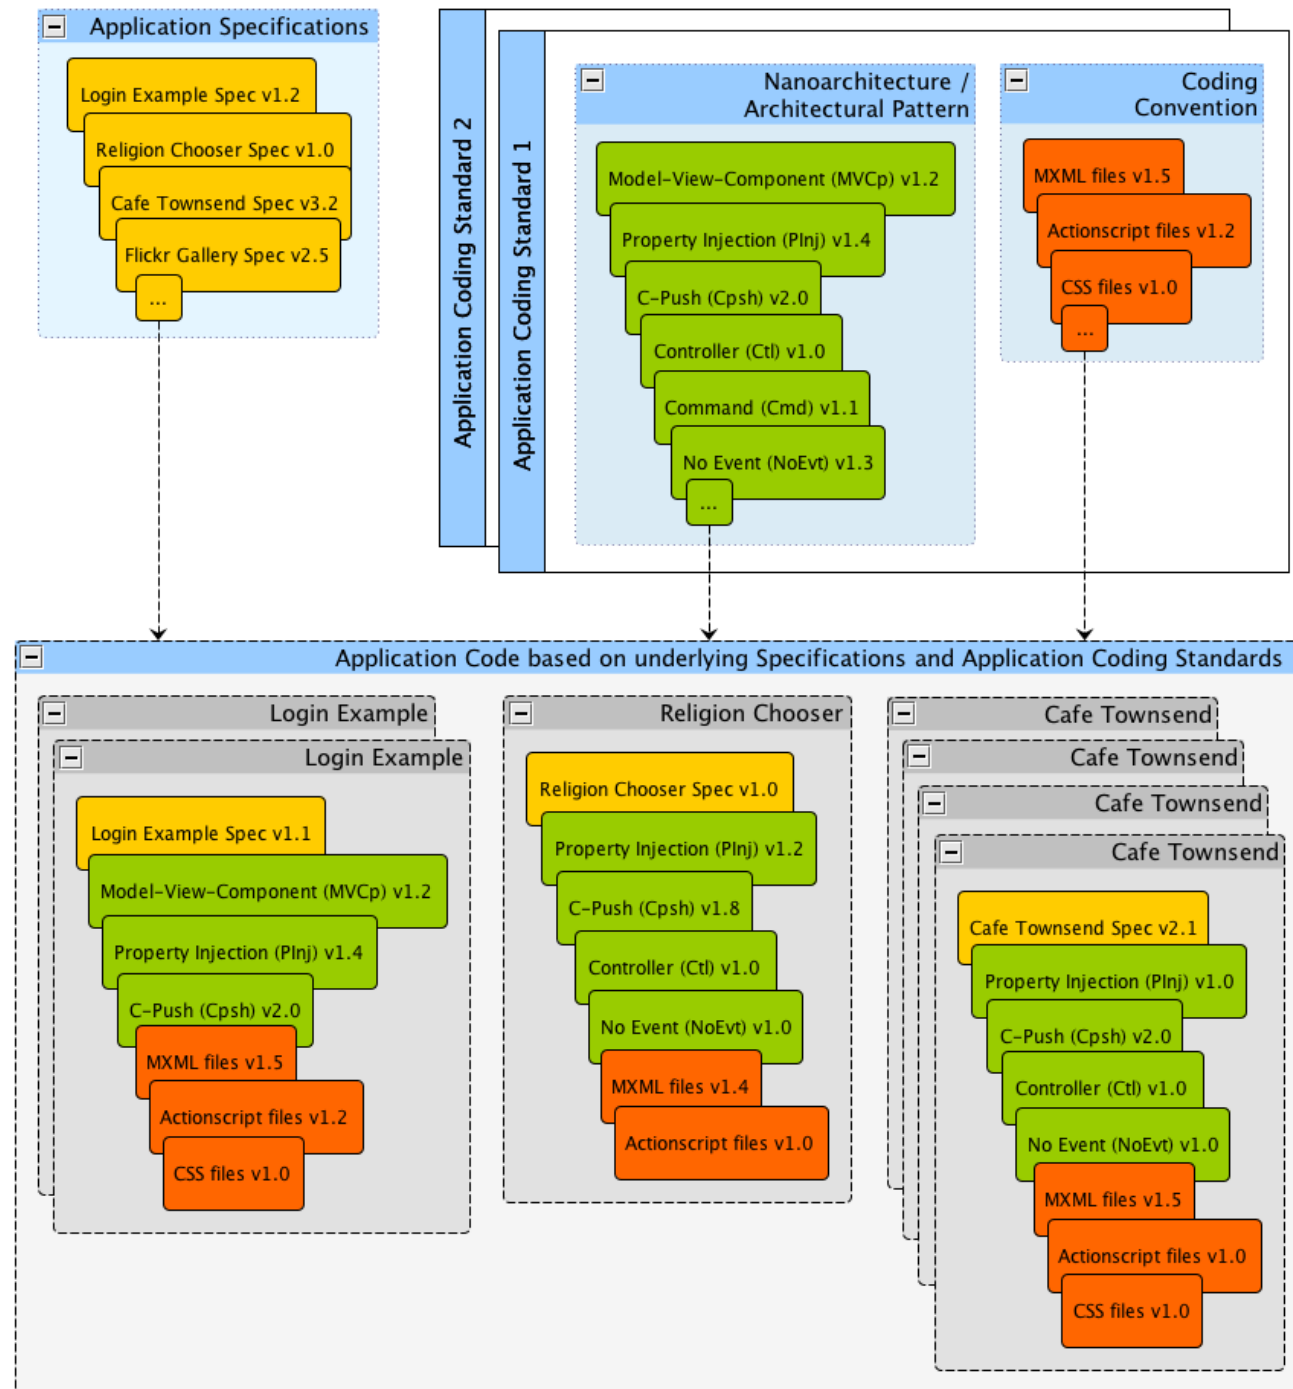 Application Specifications
Login Example Spec v1.2
Religion Chooser Spec v1.0
Cafe Townsend Spec v3.2
Flickr Gallery Spec v2.5
...
Application Coding Standard 2
Application Coding Standard 1
Nanoarchitecture /
Architectural Pattern
Model-View-Component (MVCp) v1.2
Property Injection (PInj) v1.4
C-Push (Cpsh) v2.0
Controller (Ctl) v1.0
Command (Cmd) v1.1
No Event (NoEvt) v1.3
...
Coding
Convention
MXML files v1.5
Actionscript files v1.2
CSS files v1.0
...
Application Code based on underlying Specifications and Application Coding Standards
Login Example
Login Example
Login Example Spec v1.1
Model-View-Component (MVCp) v1.2
Property Injection (PInj) v1.4
C-Push (Cpsh) v2.0
MXML files v1.5
Actionscript files v1.2
CSS files v1.0
Religion Chooser
Religion Chooser Spec v1.0
Property Injection (PInj) v1.2
C-Push (Cpsh) v1.8
Controller (Ctl) v1.0
No Event (NoEvt) v1.0
MXML files v1.4
Actionscript files v1.0
Cafe Townsend
Cafe Townsend
Cafe Townsend
Cafe Townsend
Cafe Townsend Spec v2.1
Property Injection (PInj) v1.0
C-Push (Cpsh) v2.0
Controller (Ctl) v1.0
No Event (NoEvt) v1.0
MXML files v1.5
Actionscript files v1.0
CSS files v1.0